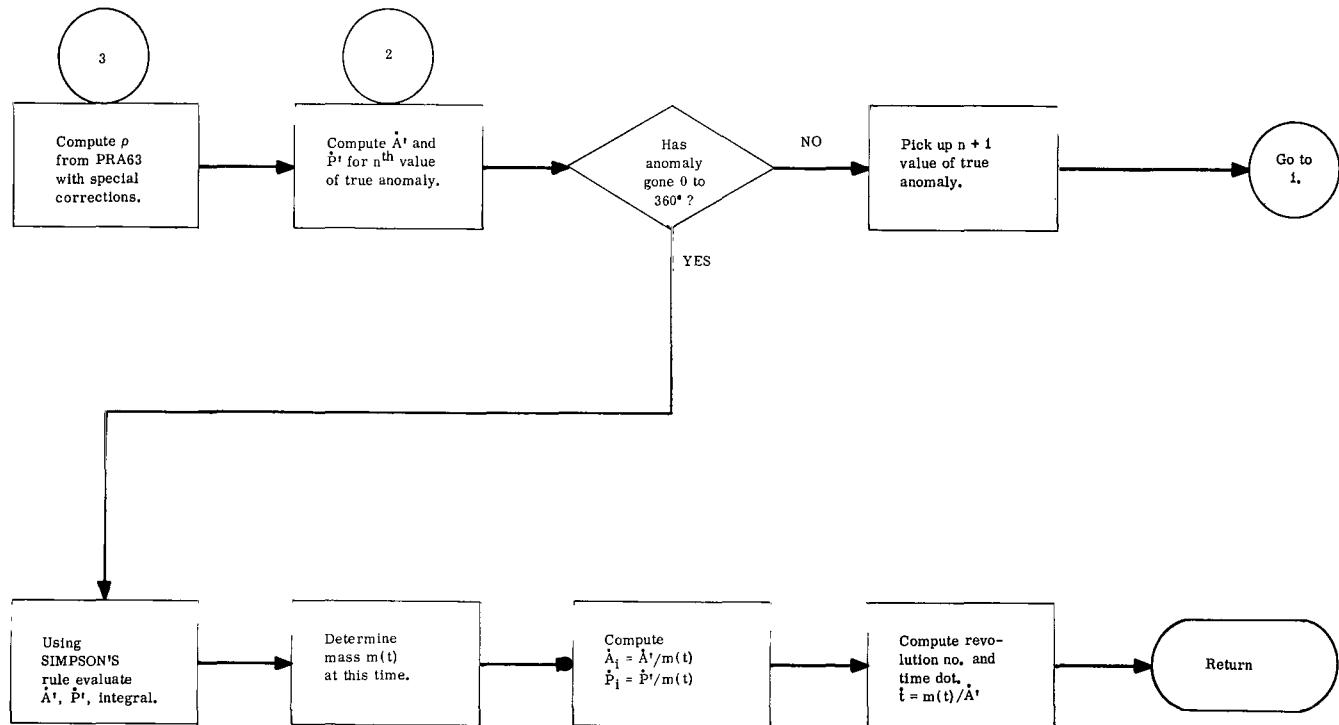 3
2
Compute ρ
from PRA63
with special
corrections.
Compute Ȧ' and
Ṗ' for nth value
of true anomaly.
Has
anomaly
gone 0 to
360° ?
NO
Pick up n + 1
value of true
anomaly.
Go to
1.
YES
Using
SIMPSON'S
rule evaluate
Ȧ', Ṗ', integral.
Determine
mass m(t)
at this time.
Compute
Ȧi = Ȧ'/m(t)
Ṗi = Ṗ'/m(t)
Compute revo-
lution no. and
time dot.
ṫ = m(t)/Ȧ'
Return